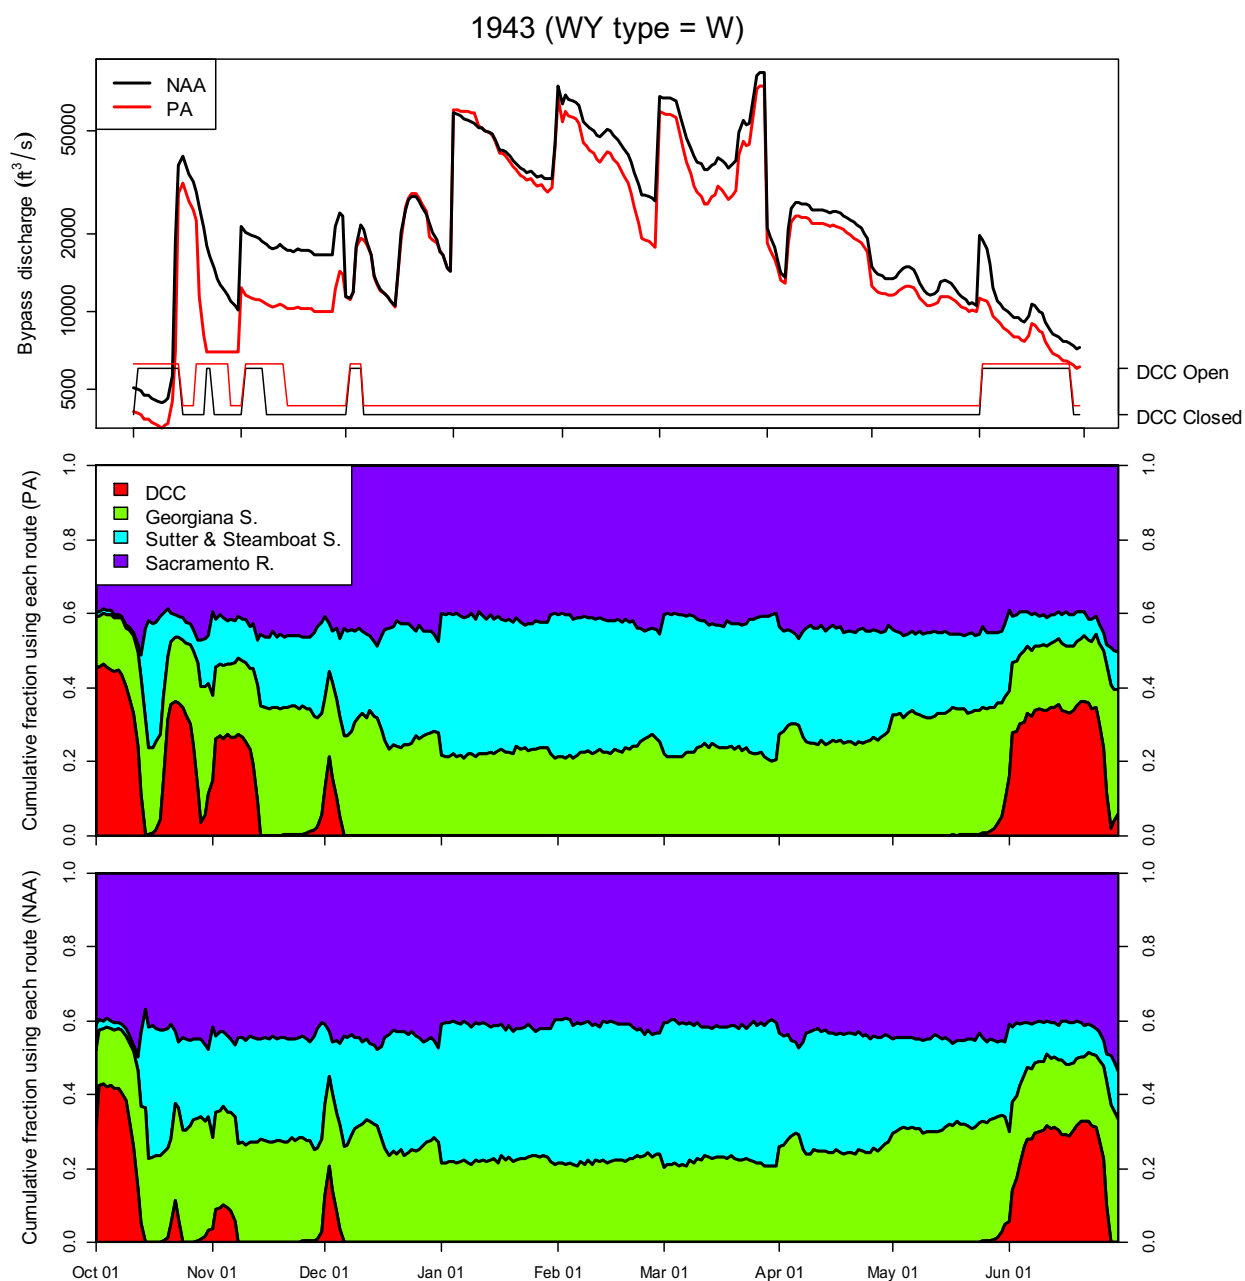 1943 (WY type = W)
NAA
PA
Bypass discharge (ft³/s)
50000
20000
10000
5000
DCC Open
DCC Closed
Cumulative fraction using each route (PA)
1.0
0.8
0.6
0.4
0.2
0.0
DCC
Georgiana S.
Sutter & Steamboat S.
Sacramento R.
1.0
0.8
0.6
0.4
0.2
0.0
Cumulative fraction using each route (NAA)
1.0
0.8
0.6
0.4
0.2
0.0
1.0
0.8
0.6
0.4
0.2
0.0
Oct 01 Nov 01 Dec 01 Jan 01 Feb 01 Mar 01 Apr 01 May 01 Jun 01